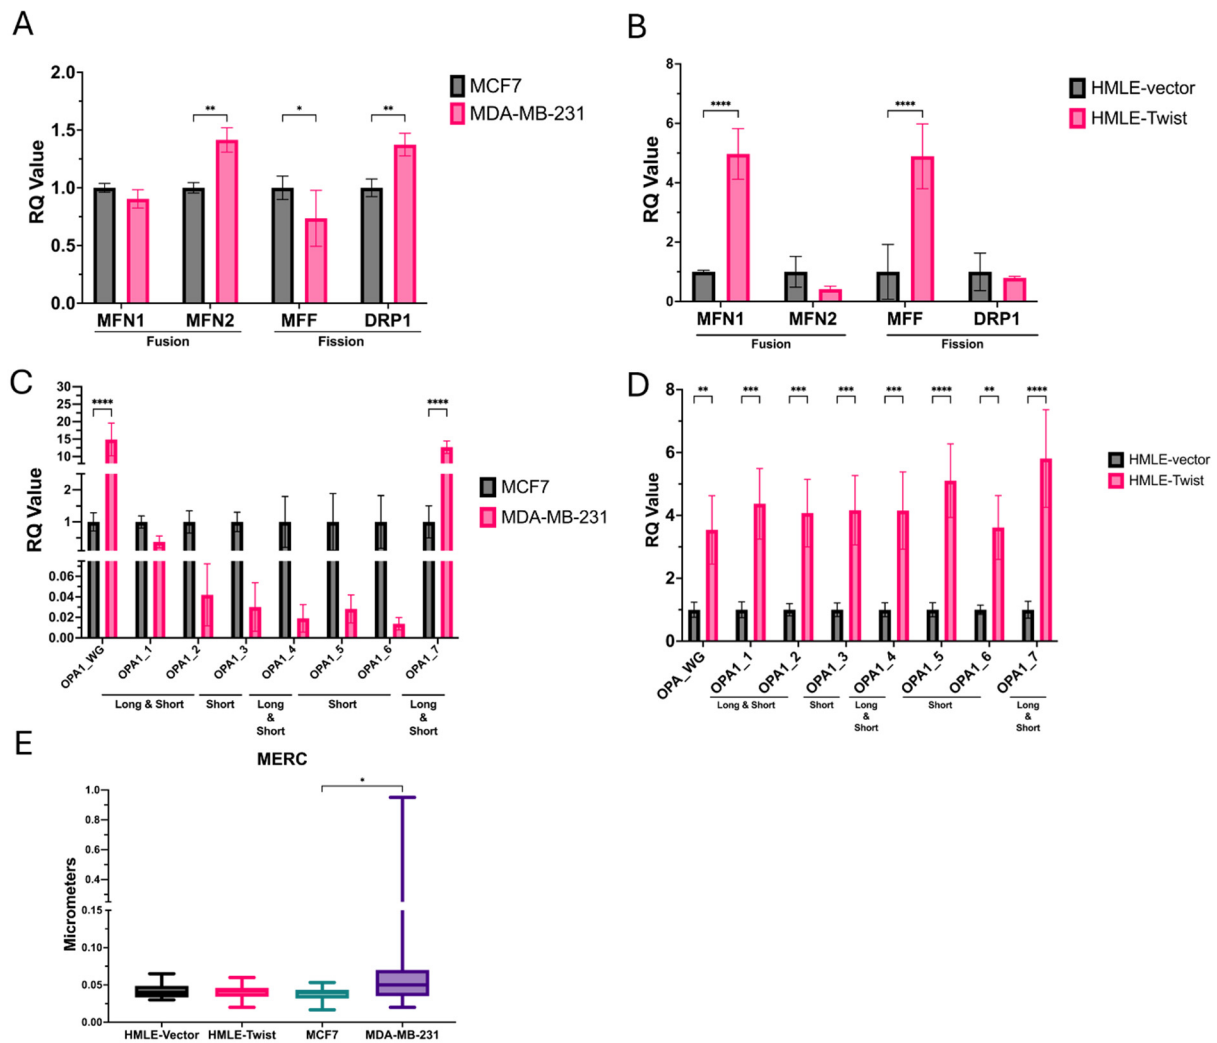 A
2.0
1.5
1.0
0.5
0.0
RQ Value
** * **
MCF7
MDA-MB-231
MFN1 MFN2 MFF DRP1
Fusion Fission
B
8
6
4
2
0
RQ Value
**** ****
HMLE-vector
HMLE-Twist
MFN1 MFN2 MFF DRP1
Fusion Fission
C
30
25
20
15
10
2
1
0.06
0.04
0.02
0.00
RQ Value
**** ****
MCF7
MDA-MB-231
OPA1_WG OPA1_1 OPA1_2 OPA1_3 OPA1_4 OPA1_5 OPA1_6 OPA1_7
Long & Short Short Long & Short Short Long & Short
D
8
6
4
2
0
RQ Value
** *** *** *** *** **** ** ****
HMLE-vector
HMLE-Twist
OPA_WG OPA1_1 OPA1_2 OPA1_3 OPA1_4 OPA1_5 OPA1_6 OPA1_7
Long & Short Short Long & Short Short Long & Short
E
MERC
*
1.0
0.8
0.6
0.4
0.15
0.10
0.05
0.00
Micrometers
HMLE-Vector HMLE-Twist MCF7 MDA-MB-231